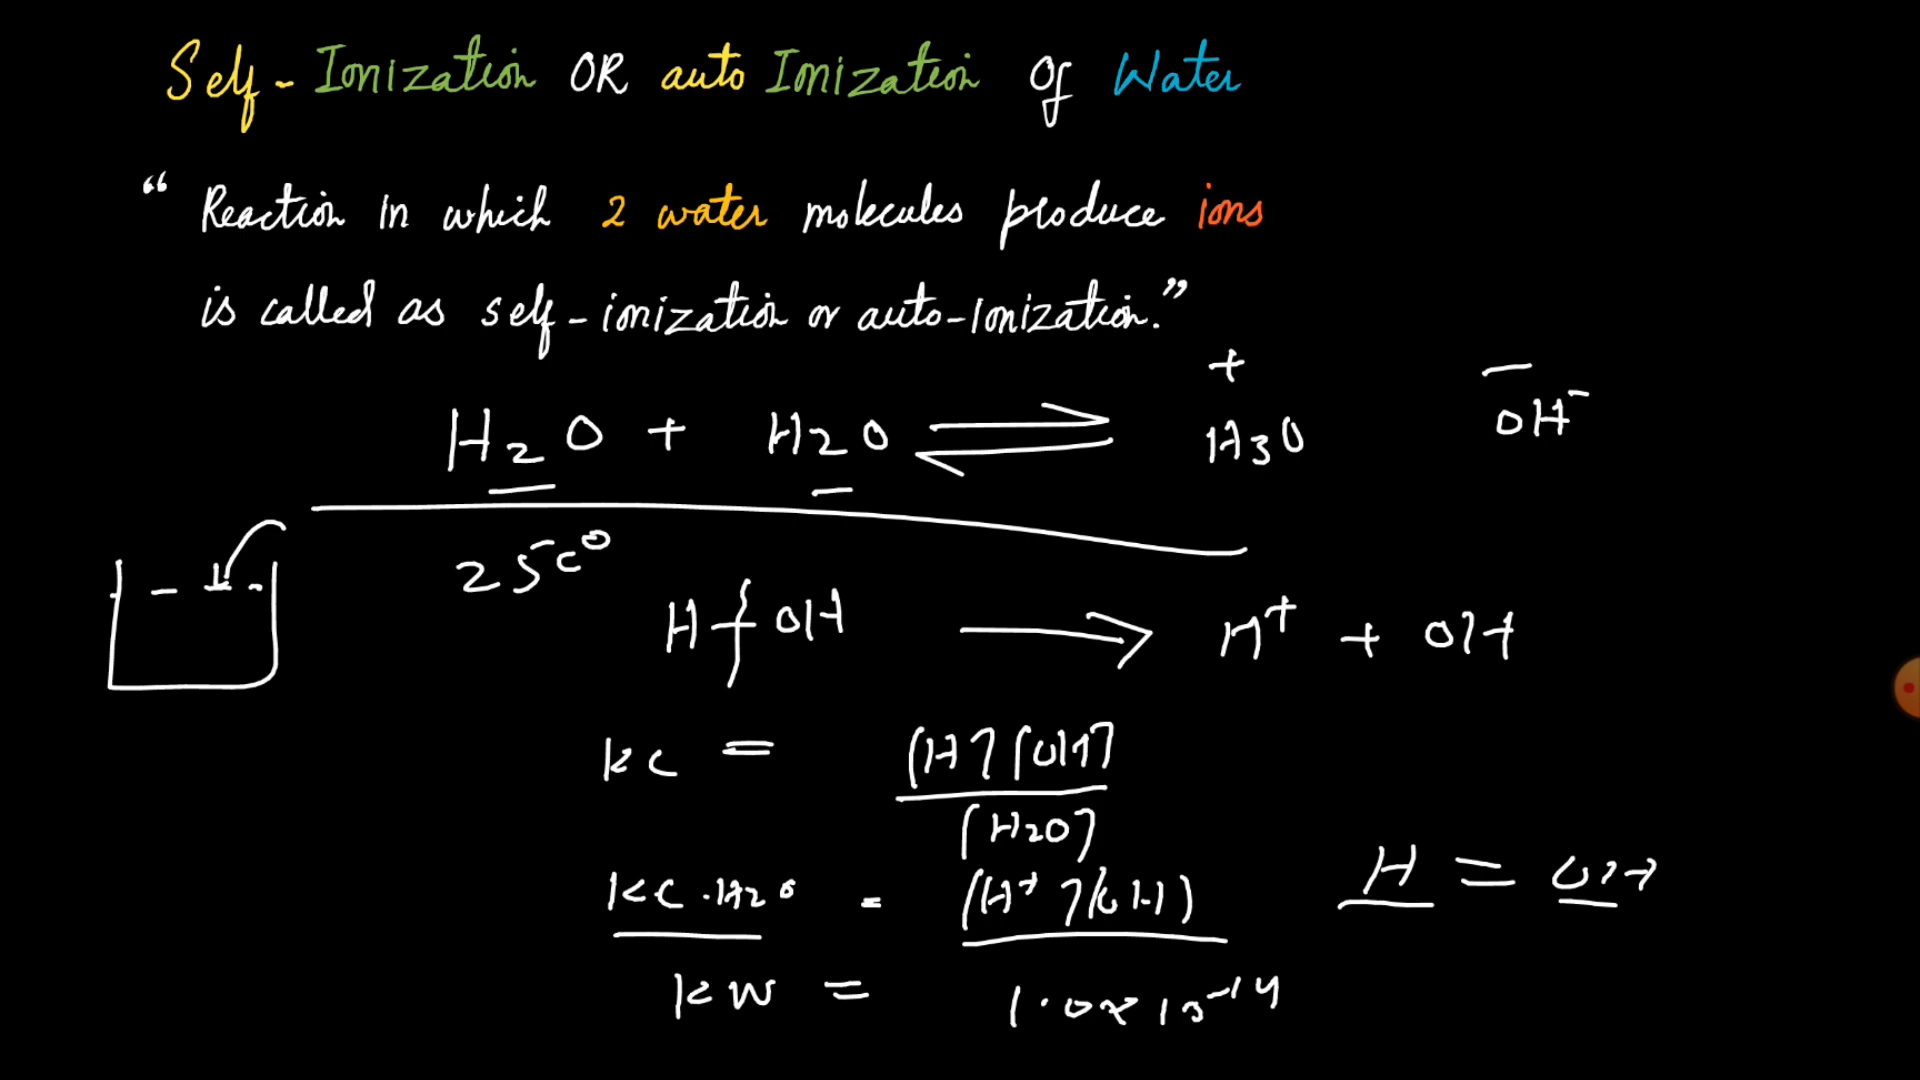 Self - Ionization OR auto Ionization Of Water
“ Reaction in which 2 water molecules produce ions
is called as self-ionization or auto-Ionization.”
H₂O + H₂O ⇌ H₃O⁺ OH⁻
25 C⁰
H OH → H⁺ + OH
kc = [H] [OH]
[H₂O]
kc . H₂O = (H⁺] [OH)
H = OH
kw = 1.0 x 10⁻¹⁴